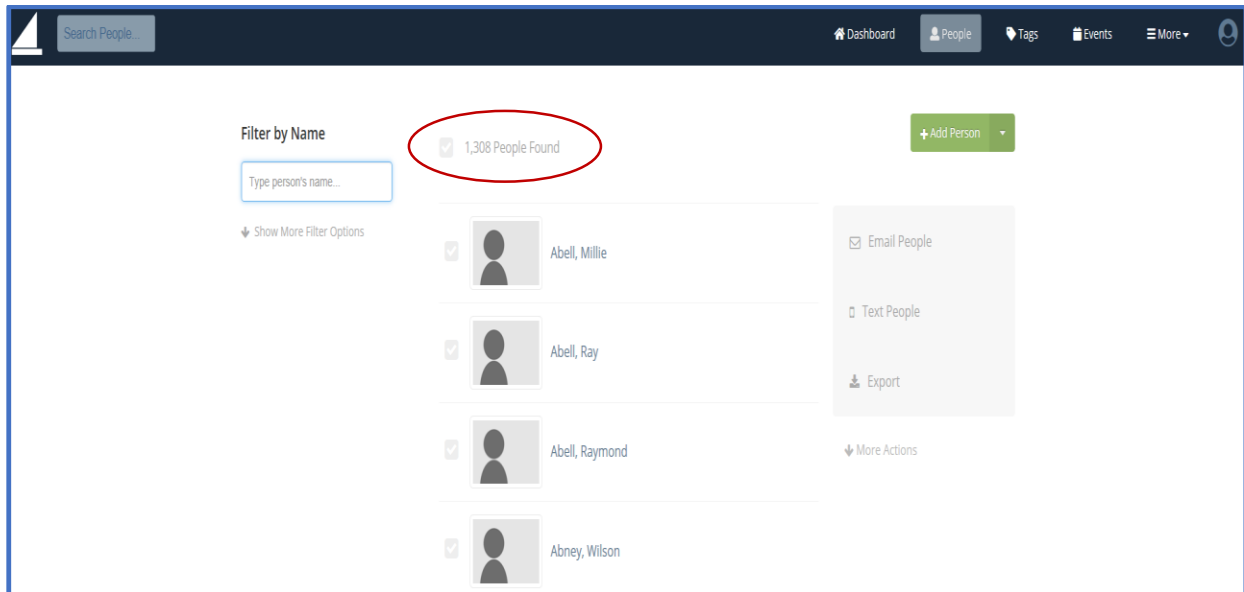 Search People...
Dashboard
People
Tags
Events
More
Filter by Name
Type person's name...
Show More Filter Options
1,308 People Found
+ Add Person
Abell, Millie
Abell, Ray
Abell, Raymond
Abney, Wilson
Email People
Text People
Export
More Actions